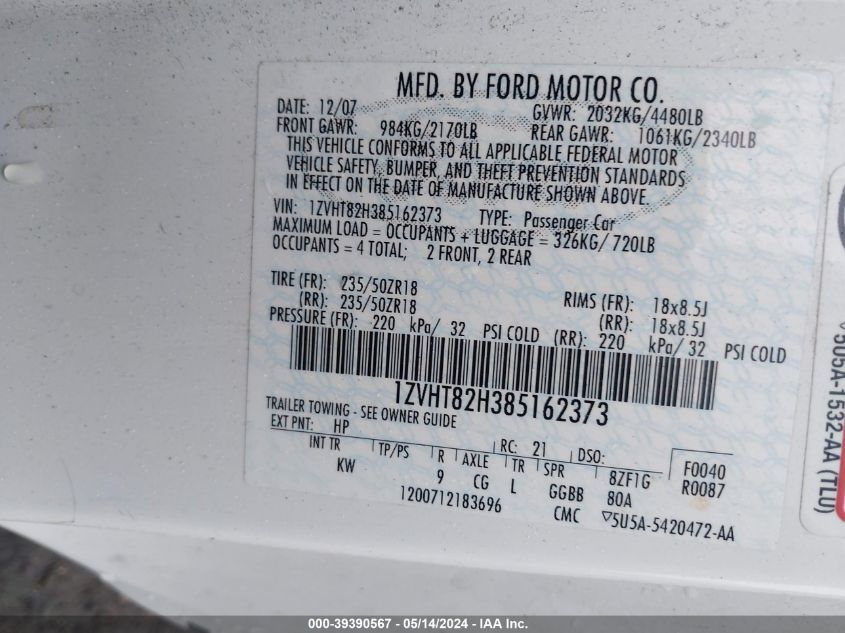 MFD. BY FORD MOTOR CO.
DATE: 12/07 GVWR: 2032KG/4480LB
FRONT GAWR: 984KG/2170LB REAR GAWR: 1061KG/2340LB
THIS VEHICLE CONFORMS TO ALL APPLICABLE FEDERAL MOTOR
VEHICLE SAFETY, BUMPER, AND THEFT PREVENTION STANDARDS
IN EFFECT ON THE DATE OF MANUFACTURE SHOWN ABOVE.
VIN: 1ZVHT82H385162373 TYPE: Passenger Car
MAXIMUM LOAD = OCCUPANTS + LUGGAGE = 326KG/720LB
OCCUPANTS = 4 TOTAL; 2 FRONT, 2 REAR
TIRE (FR): 235/50ZR18 RIMS (FR): 18x8.5J
(RR): 235/50ZR18 (RR): 18x8.5J
PRESSURE (FR): 220 kPa/ 32 PSI COLD (RR): 220 kPa/ 32 PSI COLD
1ZVHT82H385162373
TRAILER TOWING - SEE OWNER GUIDE
EXT PNT: HP RC: 21 DSO: F0040
INT TR TP/PS R AXLE TR SPR 8ZF1G R0087
KW 9 CG L GGBB 80A
1200712183696 CMC ▽5U5A-5420472-AA
5U5A-1532-AA (TLU)
000-39390567 - 05/14/2024 - IAA Inc.